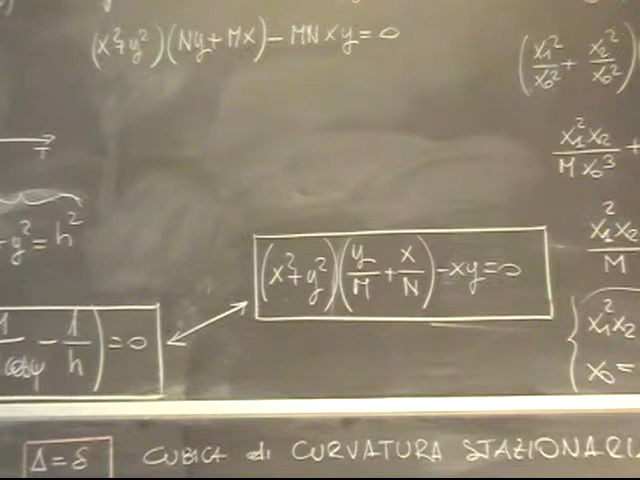 (x²+y²)(Ny+Mx)-MNxy=0
(x₁²/x₀² + x₂²/x₀²)
x₁²x₂/Mx₀³ +
y²=h²
(x²+y²)(y/M + x/N)-xy=0
x₁²x₂/M
- 1/h)=0
x₁²x₂
x₀=
Δ=δ
CUBICA di CURVATURA STAZIONARIA